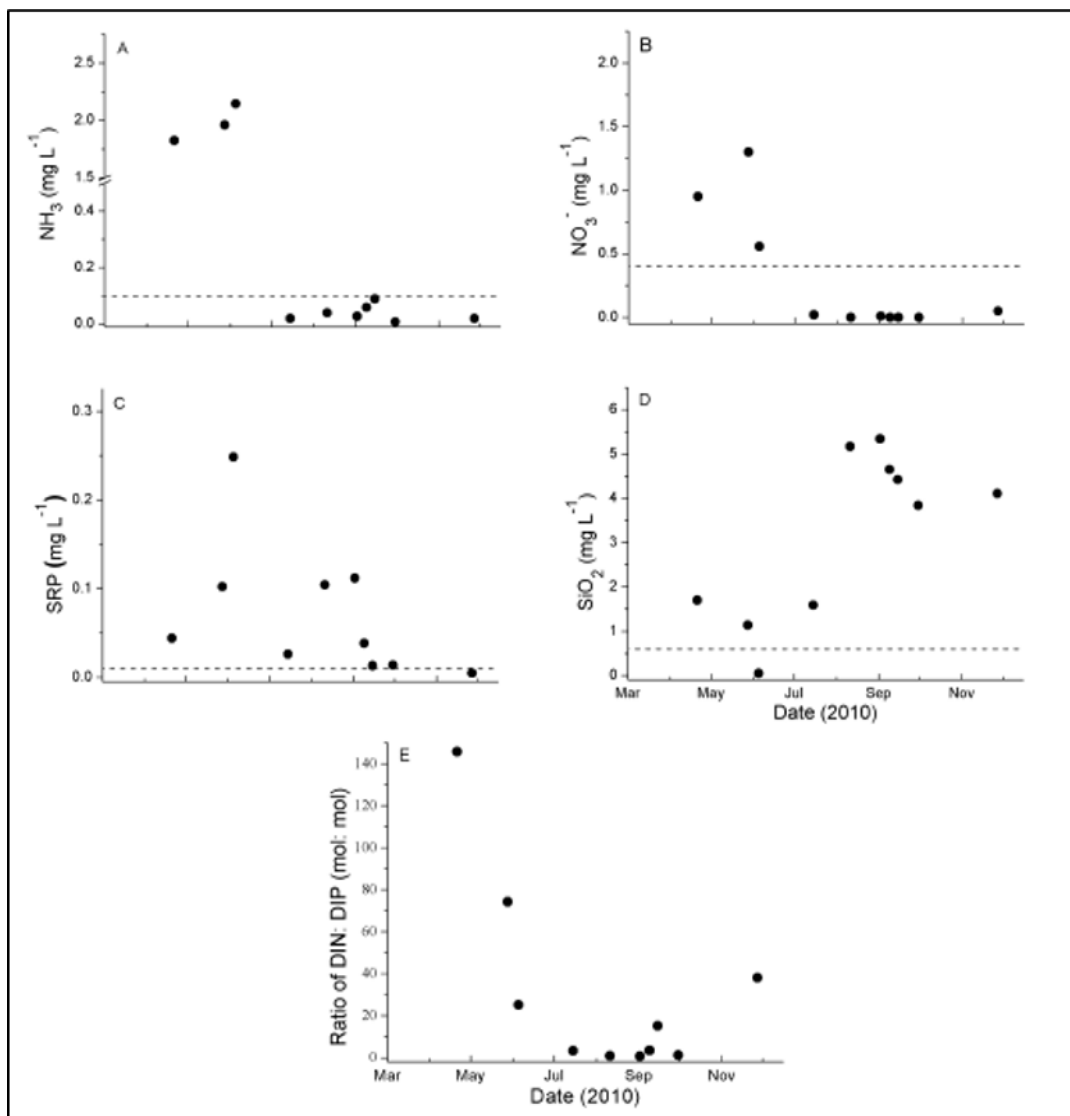 A
2.5
2.0
1.5
0.4
0.2
0.0
NH3 (mg L-1)
B
2.0
1.5
1.0
0.5
0.0
NO3- (mg L-1)
C
0.3
0.2
0.1
0.0
SRP (mg L-1)
D
6
5
4
3
2
1
0
SiO2 (mg L-1)
Mar May Jul Sep Nov
Date (2010)
E
140
120
100
80
60
40
20
0
Ratio of DIN: DIP (mol: mol)
Mar May Jul Sep Nov
Date (2010)